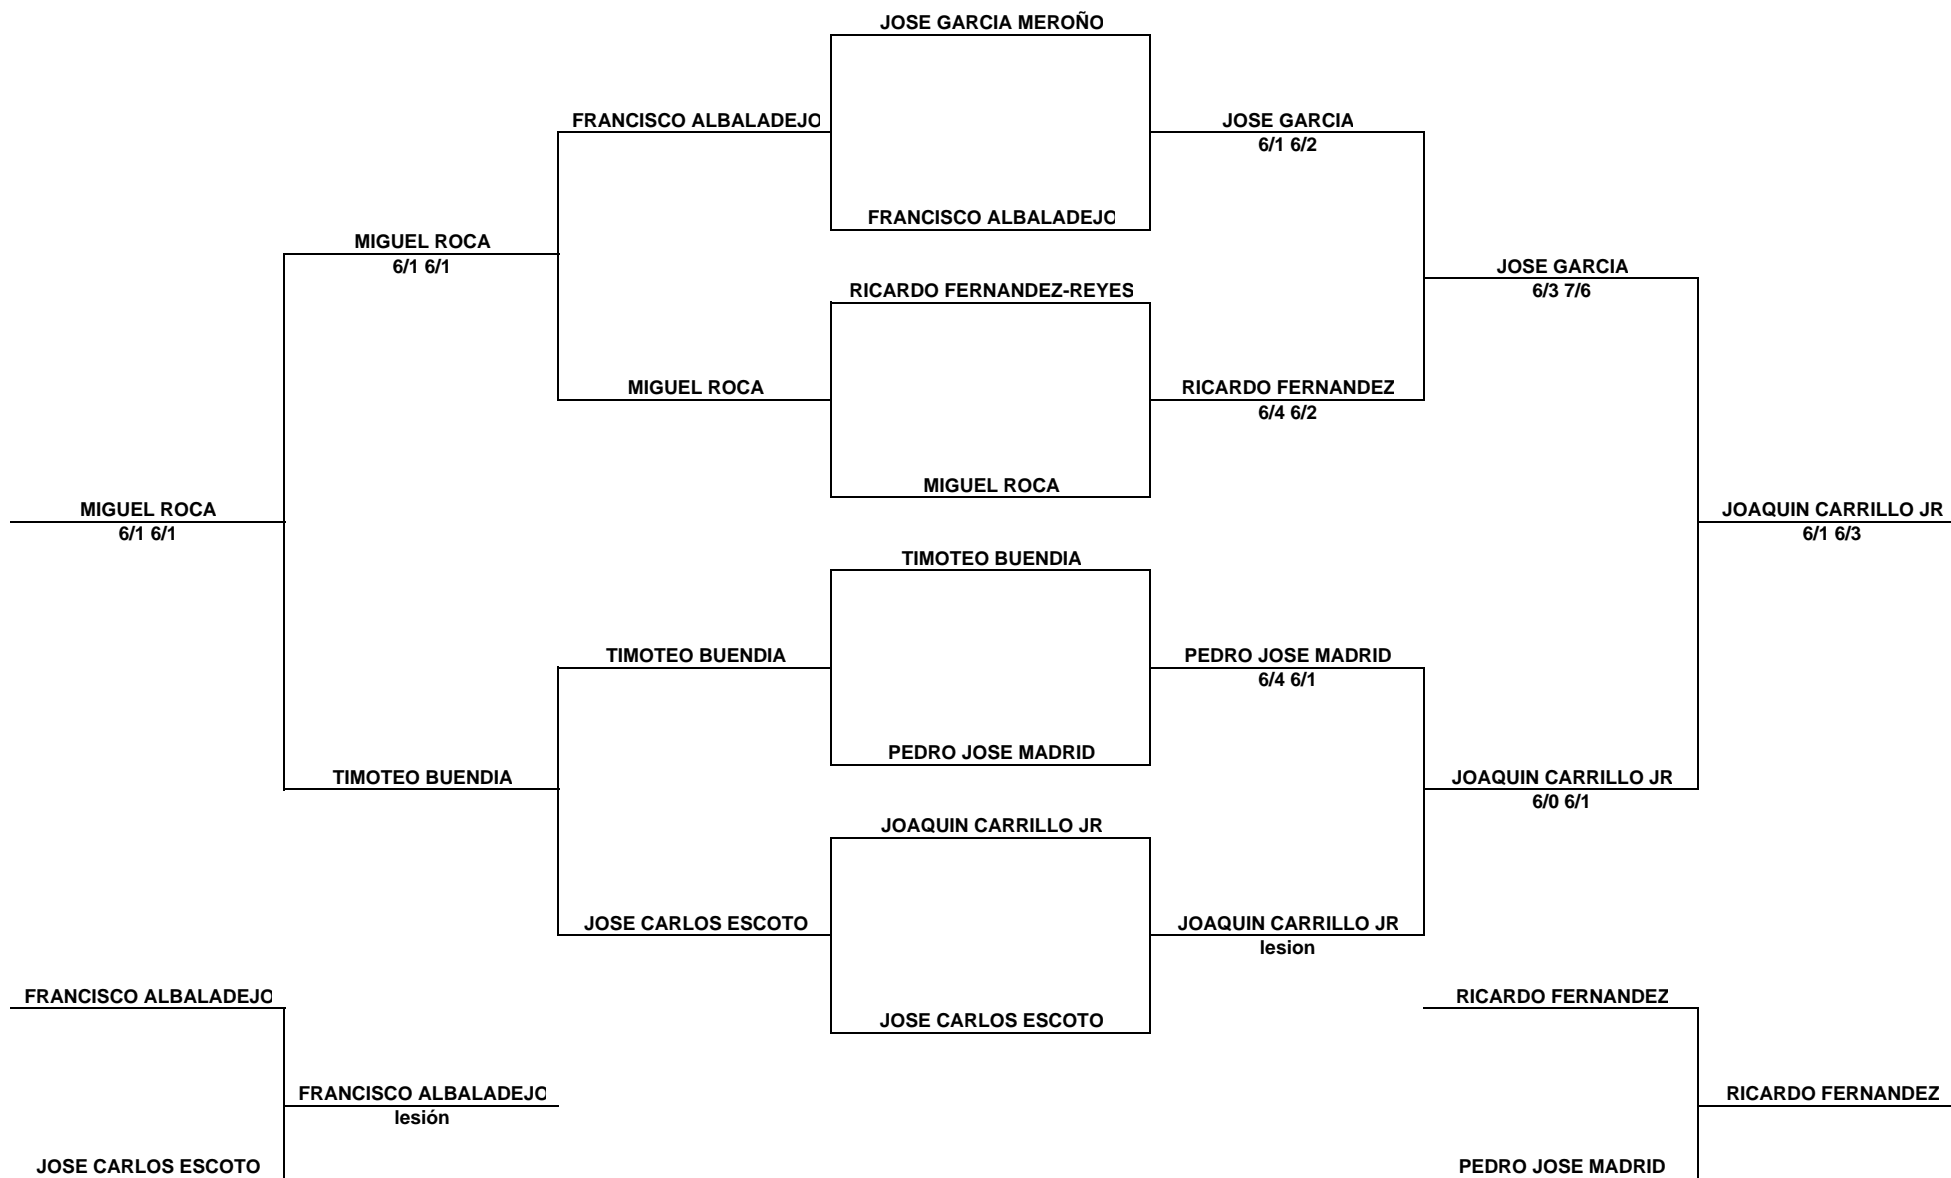 JOSE GARCIA MEROÑO
FRANCISCO ALBALADEJO
JOSE GARCIA
6/1 6/2
FRANCISCO ALBALADEJO
MIGUEL ROCA
6/1 6/1
JOSE GARCIA
6/3 7/6
RICARDO FERNANDEZ-REYES
MIGUEL ROCA
RICARDO FERNANDEZ
6/4 6/2
MIGUEL ROCA
MIGUEL ROCA
6/1 6/1
JOAQUIN CARRILLO JR
6/1 6/3
TIMOTEO BUENDIA
TIMOTEO BUENDIA
PEDRO JOSE MADRID
6/4 6/1
PEDRO JOSE MADRID
TIMOTEO BUENDIA
JOAQUIN CARRILLO JR
6/0 6/1
JOAQUIN CARRILLO JR
JOSE CARLOS ESCOTO
JOAQUIN CARRILLO JR
lesion
FRANCISCO ALBALADEJO
RICARDO FERNANDEZ
JOSE CARLOS ESCOTO
FRANCISCO ALBALADEJO
lesión
RICARDO FERNANDEZ
JOSE CARLOS ESCOTO
PEDRO JOSE MADRID